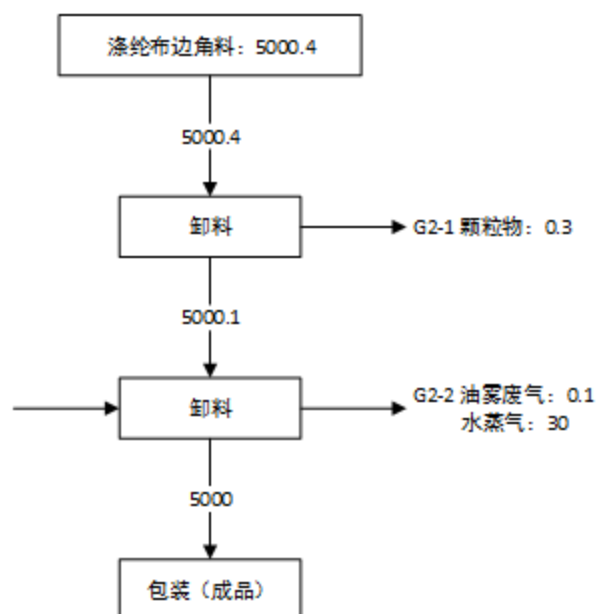 涤纶布边角料：5000.4
5000.4
卸料
G2-1 颗粒物：0.3
5000.1
卸料
G2-2 油雾废气：0.1
水蒸气：30
5000
包装（成品）